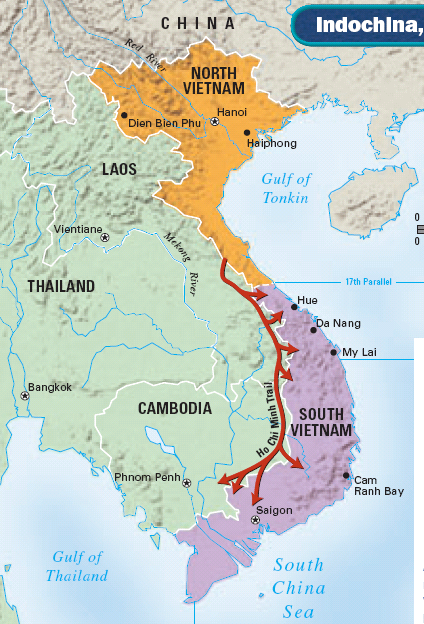 Indochina,
CHINA
Red River
NORTH
VIETNAM
Hanoi
Dien Bien Phu
Haiphong
LAOS
Gulf of
Tonkin
0
0
Vientiane
Mekong
River
17th Parallel
THAILAND
Hue
Da Nang
My Lai
Bangkok
CAMBODIA
Ho Chi Minh Trail
SOUTH
VIETNAM
Phnom Penh
Cam
Ranh Bay
Saigon
Gulf of
Thailand
South
China
Sea